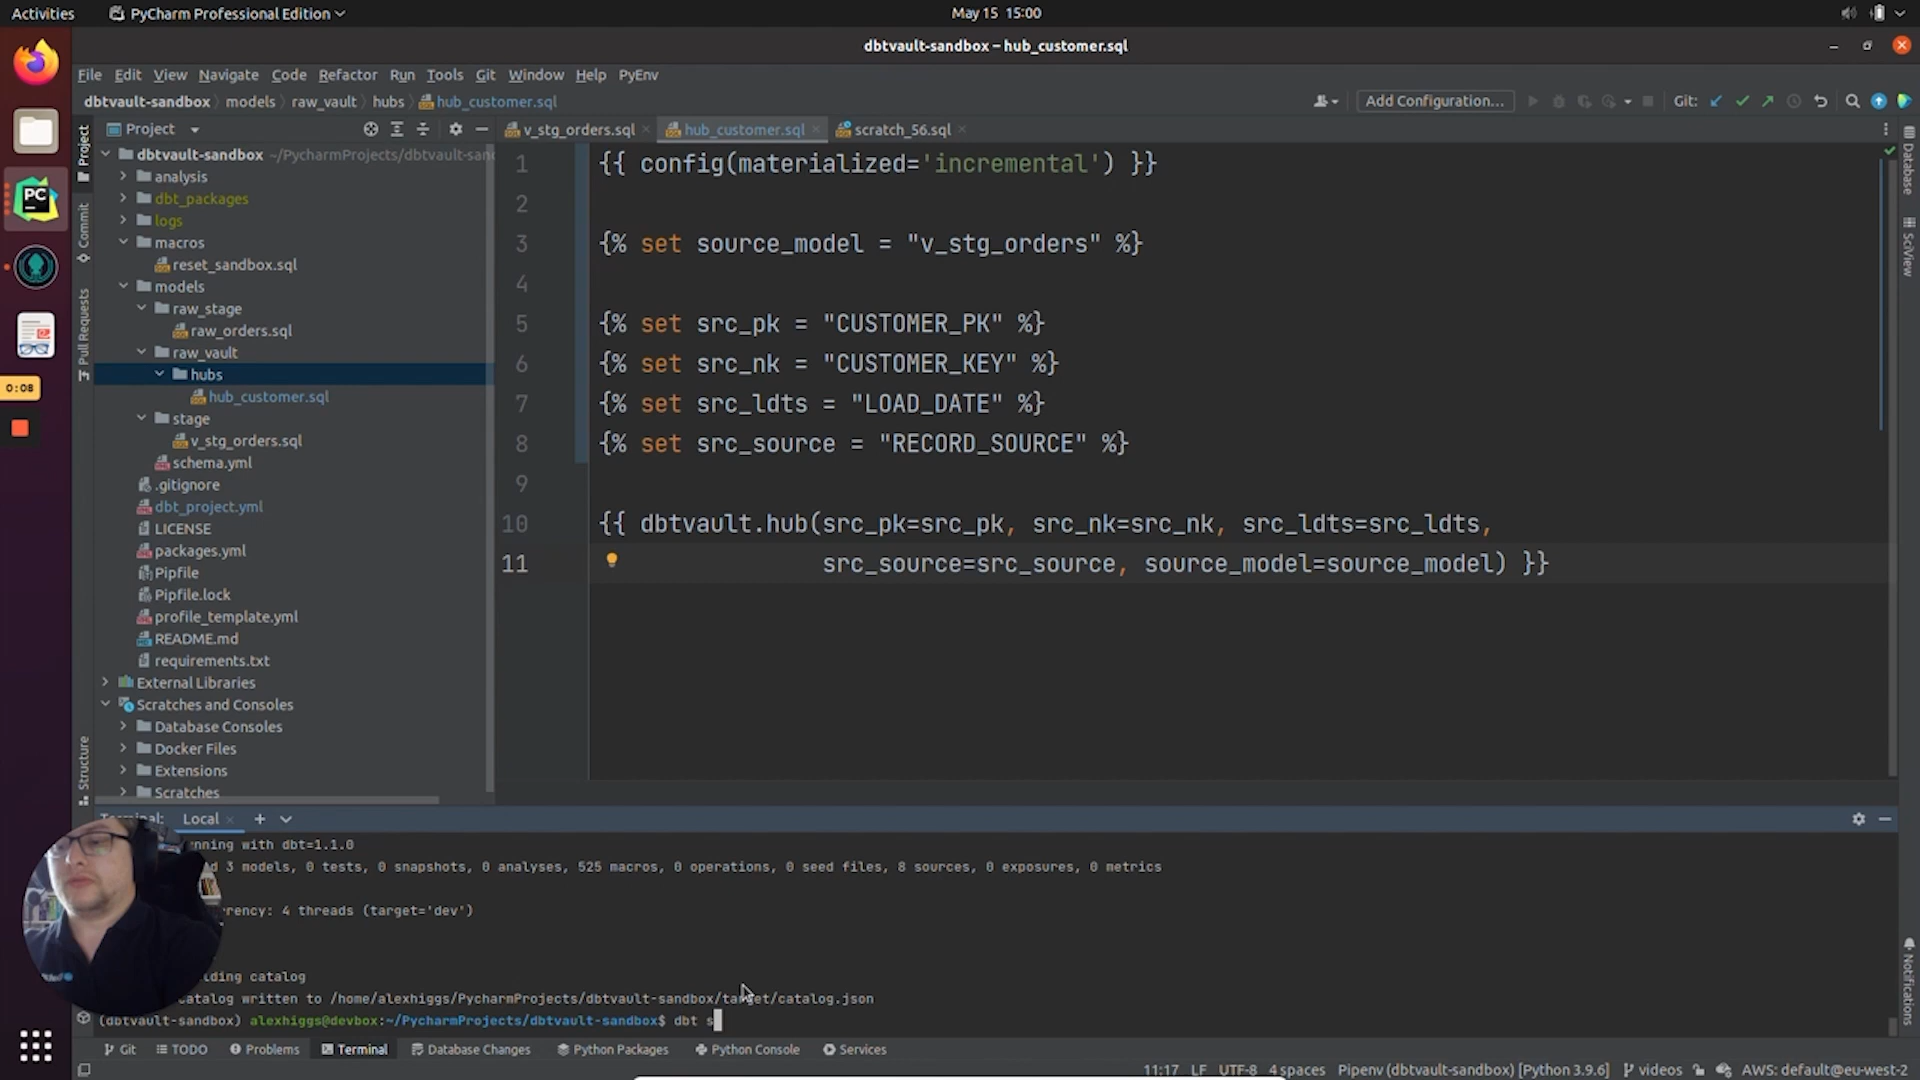 Activities
PyCharm Professional Edition
May 15 15:00
dbtvault-sandbox – hub_customer.sql
File Edit View Navigate Code Refactor Run Tools Git Window Help PyEnv
dbtvault-sandbox models raw_vault hubs hub_customer.sql
Add Configuration...
Git:
Project
v_stg_orders.sql
hub_customer.sql
scratch_56.sql
Project
Commit
Pull Requests
Structure
dbtvault-sandbox ~/PycharmProjects/dbtvault-san
analysis
dbt_packages
logs
macros
reset_sandbox.sql
models
raw_stage
raw_orders.sql
raw_vault
hubs
hub_customer.sql
stage
v_stg_orders.sql
schema.yml
.gitignore
dbt_project.yml
LICENSE
packages.yml
Pipfile
Pipfile.lock
profile_template.yml
README.md
requirements.txt
External Libraries
Scratches and Consoles
Database Consoles
Docker Files
Extensions
Scratches
PC
0:08
1 {{ config(materialized='incremental') }}
2
3 {% set source_model = "v_stg_orders" %}
4
5 {% set src_pk = "CUSTOMER_PK" %}
6 {% set src_nk = "CUSTOMER_KEY" %}
7 {% set src_ldts = "LOAD_DATE" %}
8 {% set src_source = "RECORD_SOURCE" %}
9
10 {{ dbtvault.hub(src_pk=src_pk, src_nk=src_nk, src_ldts=src_ldts,
11 src_source=src_source, source_model=source_model) }}
Database
SciView
Notifications
Local
nning with dbt=1.1.0
d 3 models, 0 tests, 0 snapshots, 0 analyses, 525 macros, 0 operations, 0 seed files, 8 sources, 0 exposures, 0 metrics
rency: 4 threads (target='dev')
lding catalog
atalog written to /home/alexhiggs/PycharmProjects/dbtvault-sandbox/target/catalog.json
(dbtvault-sandbox) alexhiggs@devbox:~/PycharmProjects/dbtvault-sandbox$ dbt s
Git TODO Problems Terminal Database Changes Python Packages Python Console Services
11:17 LF UTF-8 4 spaces Pipenv (dbtvault-sandbox) [Python 3.9.6] videos AWS: default@eu-west-2